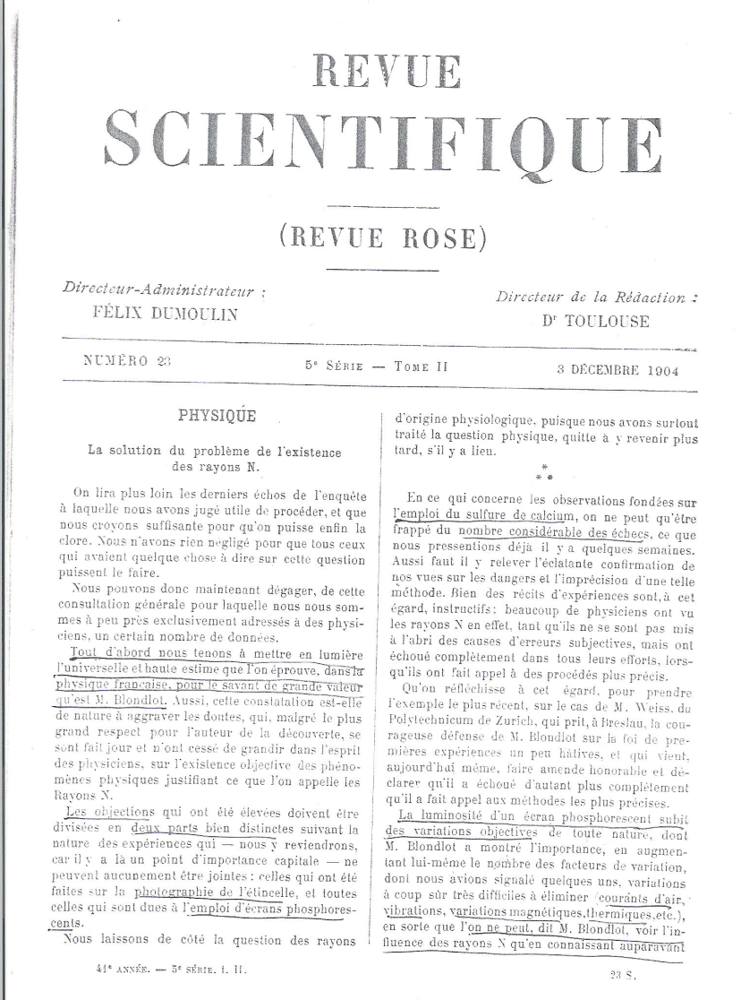 REVUE
SCIENTIFIQUE
(REVUE ROSE)
Directeur-Administrateur :
FÉLIX DUMOULIN
Directeur de la Rédaction :
Dr TOULOUSE
NUMÉRO 23
5e SÉRIE — TOME II
3 DÉCEMBRE 1904
PHYSIQUE
La solution du problème de l'existence
des rayons N.
On lira plus loin les derniers échos de l'enquête
à laquelle nous avons jugé utile de procéder, et que
nous croyons suffisante pour qu'on puisse enfin la
clore. Nous n'avons rien négligé pour que tous ceux
qui avaient quelque chose à dire sur cette question
puissent le faire.
Nous pouvons donc maintenant dégager, de cette
consultation générale pour laquelle nous nous som-
mes à peu près exclusivement adressés à des physi-
ciens, un certain nombre de données.
Tout d'abord nous tenons à mettre en lumière
l'universelle et haute estime que l'on éprouve, dans la
physique française, pour le savant de grande valeur
qu'est M. Blondlot. Aussi, cette constatation est-elle
de nature à aggraver les doutes, qui, malgré le plus
grand respect pour l'auteur de la découverte, se
sont fait jour et n'ont cessé de grandir dans l'esprit
des physiciens, sur l'existence objective des phéno-
mènes physiques justifiant ce que l'on appelle les
Rayons N.
Les objections qui ont été élevées doivent être
divisées en deux parts bien distinctes suivant la
nature des expériences qui — nous y reviendrons,
car il y a là un point d'importance capitale — ne
peuvent aucunement être jointes : celles qui ont été
faites sur la photographie de l'étincelle, et toutes
celles qui sont dues à l'emploi d'écrans phosphores-
cents.
Nous laissons de côté la question des rayons
d'origine physiologique, puisque nous avons surtout
traité la question physique, quitte à y revenir plus
tard, s'il y a lieu.
*
* *
En ce qui concerne les observations fondées sur
l'emploi du sulfure de calcium, on ne peut qu'être
frappé du nombre considérable des échecs, ce que
nous pressentions déjà il y a quelques semaines.
Aussi faut il y relever l'éclatante confirmation de
nos vues sur les dangers et l'imprécision d'une telle
méthode. Bien des récits d'expériences sont, à cet
égard, instructifs : beaucoup de physiciens ont vu
les rayons N en effet, tant qu'ils ne se sont pas mis
à l'abri des causes d'erreurs subjectives, mais ont
échoué complètement dans tous leurs efforts, lors-
qu'ils ont fait appel à des procédés plus précis.
Qu'on réfléchisse à cet égard, pour prendre
l'exemple le plus récent, sur le cas de M. Weiss. du
Polytechnicum de Zurich, qui prit, à Breslau, la cou-
rageuse défense de M. Blondlot sur la foi de pre-
mières expériences un peu hâtives, et qui vient,
aujourd'hui même, faire amende honorable et dé-
clarer qu'il a échoué d'autant plus complètement
qu'il a fait appel aux méthodes les plus précises.
La luminosité d'un écran phosphorescent subit
des variations objectives de toute nature, dont
M. Blondlot a montré l'importance, en augmen-
tant lui-même le nombre des facteurs de variation,
dont nous avions signalé quelques uns, variations
à coup sûr très difficiles à éliminer (courants d'air,
vibrations, variations magnétiques, thermiques, etc.),
en sorte que l'on ne peut, dit M. Blondlot, voir l'in-
fluence des rayons N qu'en connaissant auparavant
41e ANNÉE. — 5e SÉRIE. t. II.
23 S.